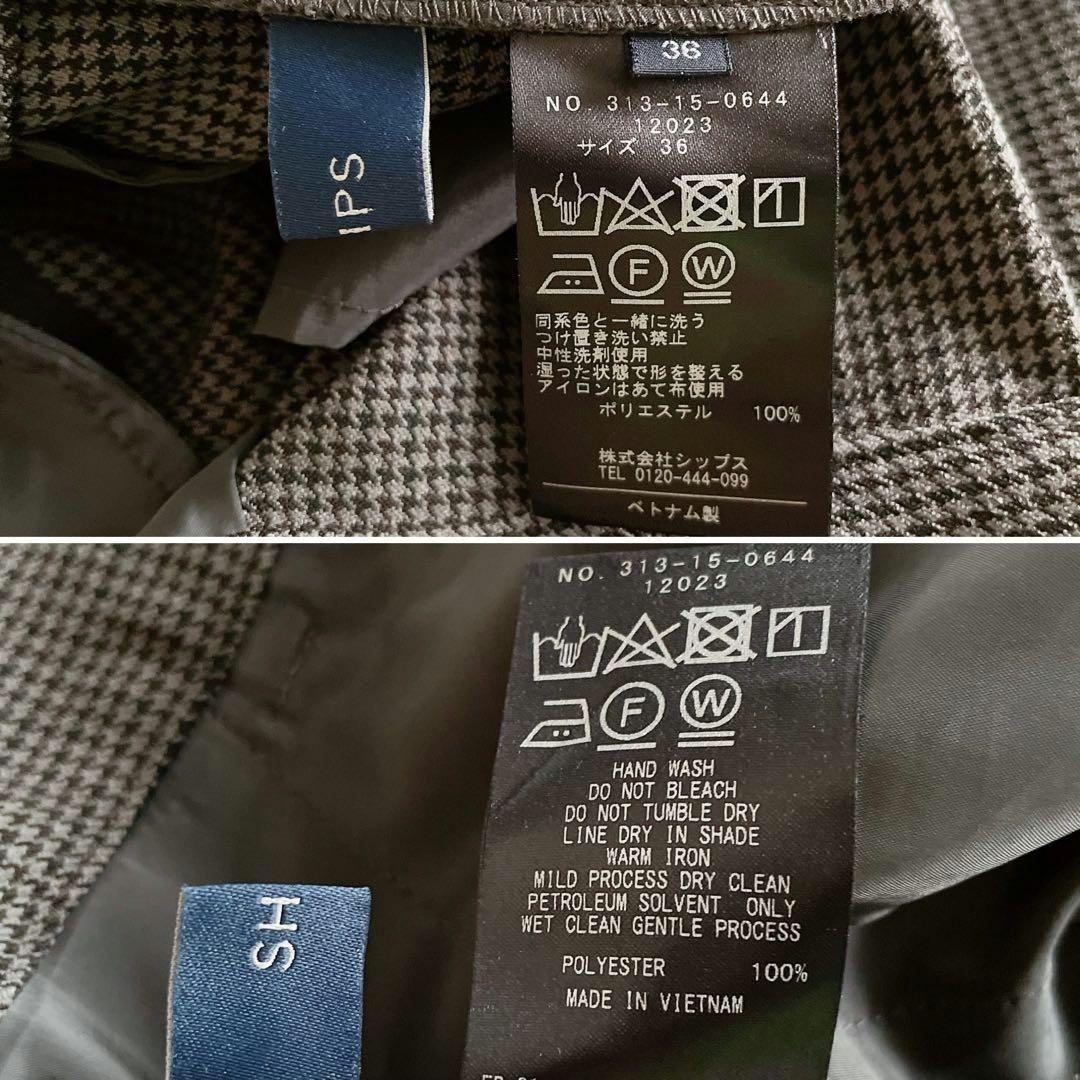 IPS
36
NO. 313-15-0644
12023
サイズ 36
F W
同系色と一緒に洗う
つけ置き洗い禁止
中性洗剤使用
湿った状態で形を整える
アイロンはあて布使用
ポリエステル 100%
株式会社シップス
TEL 0120-444-099
ベトナム製
NO. 313-15-0644
12023
F W
HAND WASH
DO NOT BLEACH
DO NOT TUMBLE DRY
LINE DRY IN SHADE
WARM IRON
MILD PROCESS DRY CLEAN
PETROLEUM SOLVENT ONLY
WET CLEAN GENTLE PROCESS
POLYESTER 100%
MADE IN VIETNAM
SH